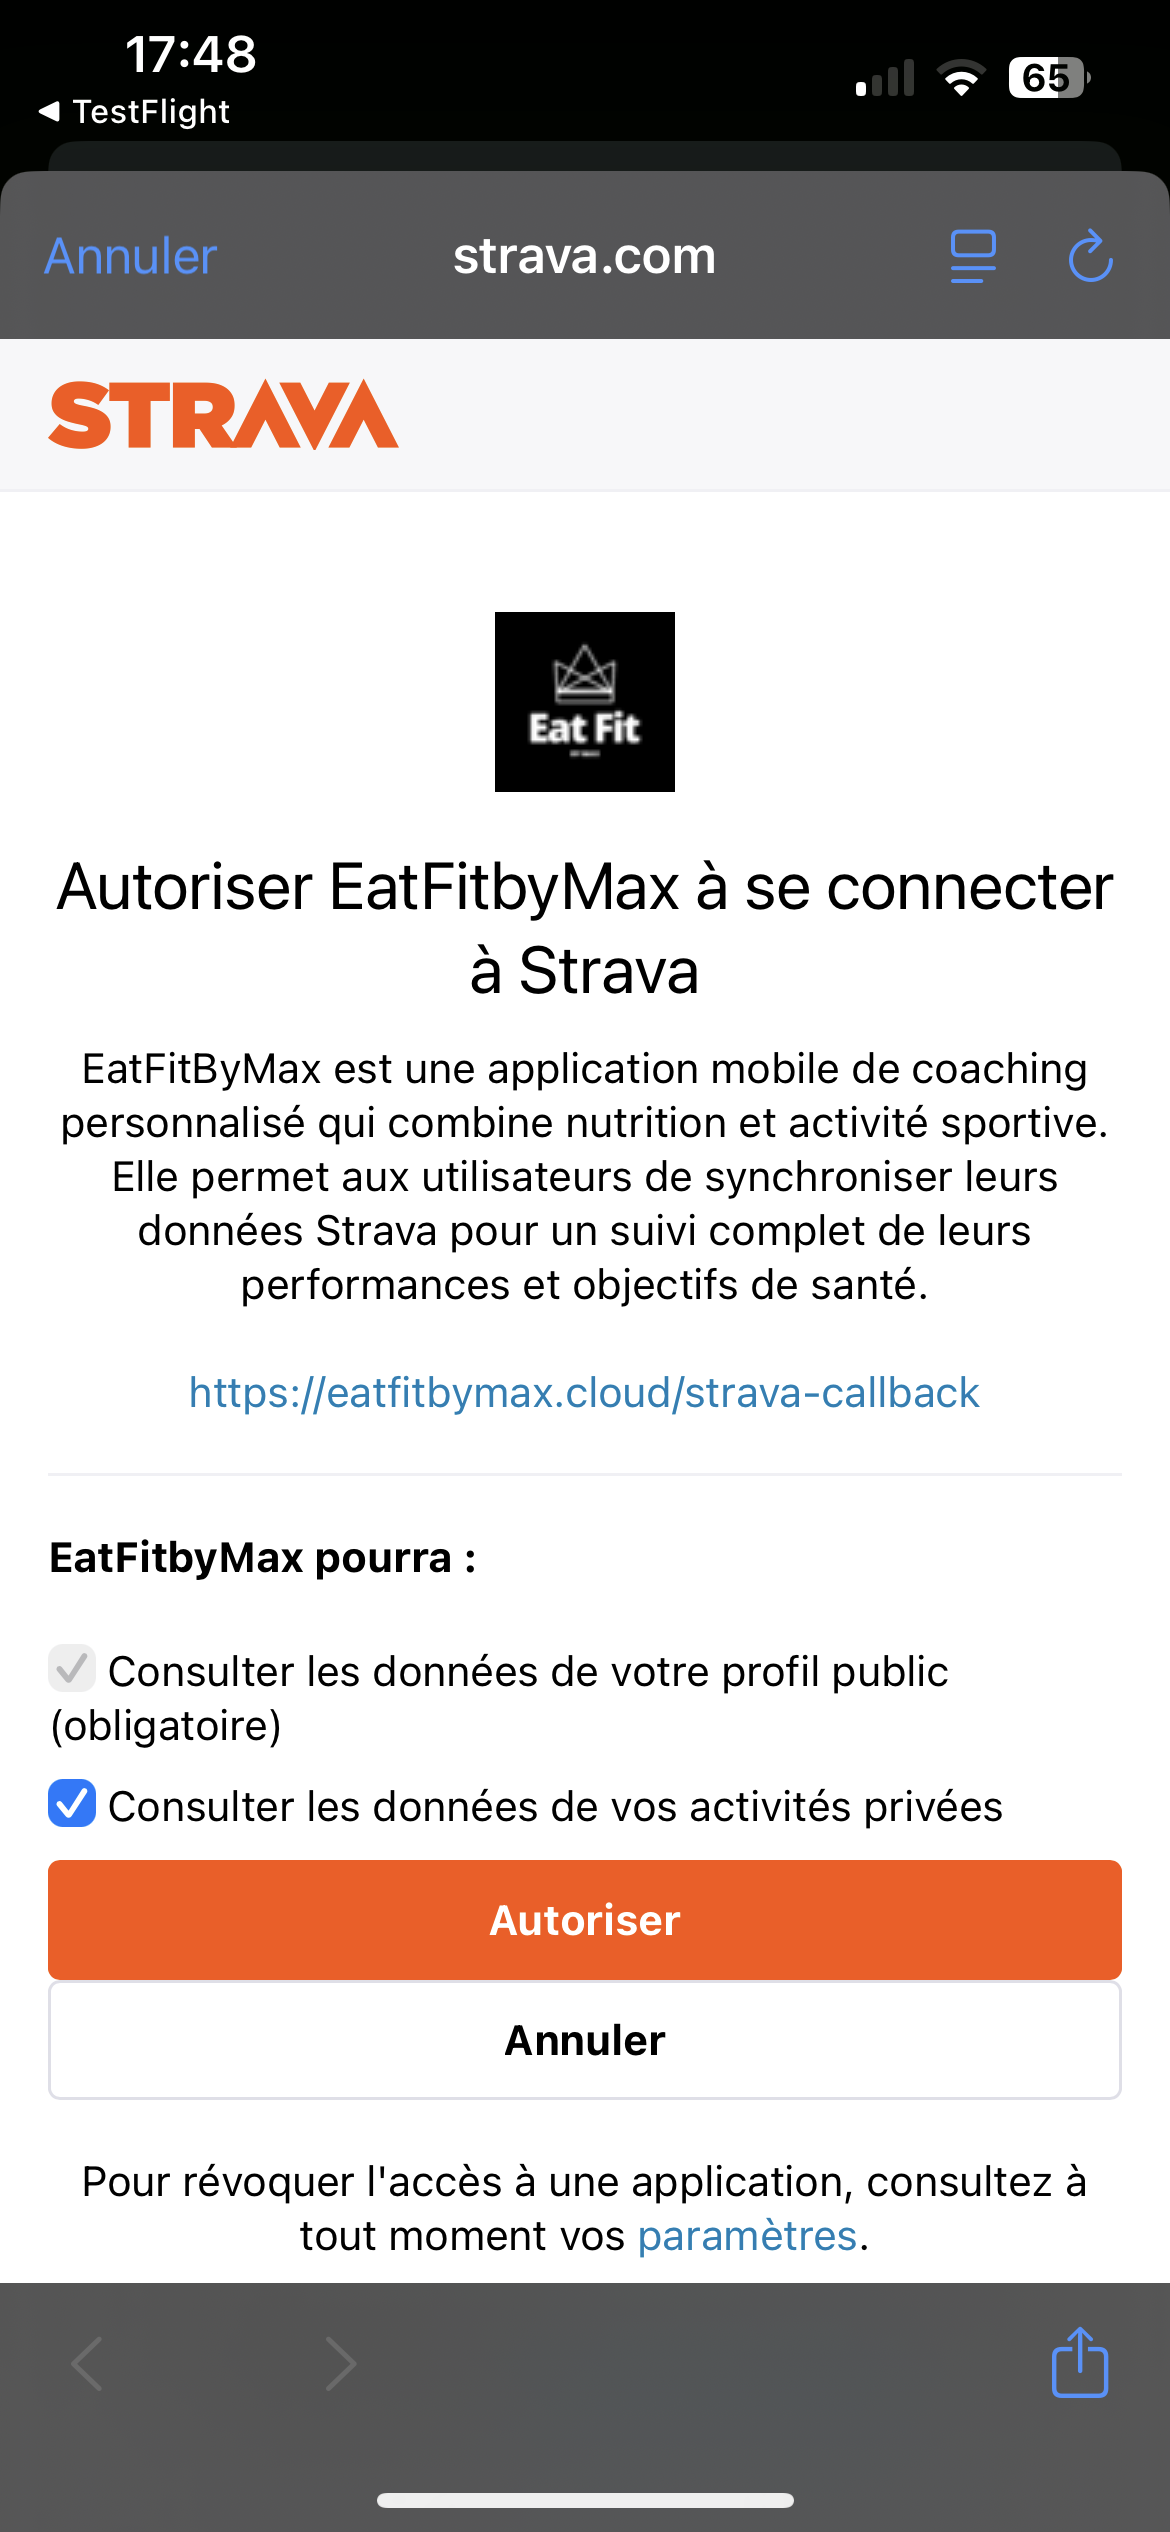 17:48
65
◀ TestFlight
Annuler
strava.com
STRAVA
Eat Fit
Autoriser EatFitbyMax à se connecter
à Strava
EatFitByMax est une application mobile de coaching
personnalisé qui combine nutrition et activité sportive.
Elle permet aux utilisateurs de synchroniser leurs
données Strava pour un suivi complet de leurs
performances et objectifs de santé.
https://eatfitbymax.cloud/strava-callback
EatFitbyMax pourra :
Consulter les données de votre profil public
(obligatoire)
Consulter les données de vos activités privées
Autoriser
Annuler
Pour révoquer l'accès à une application, consultez à
tout moment vos paramètres.